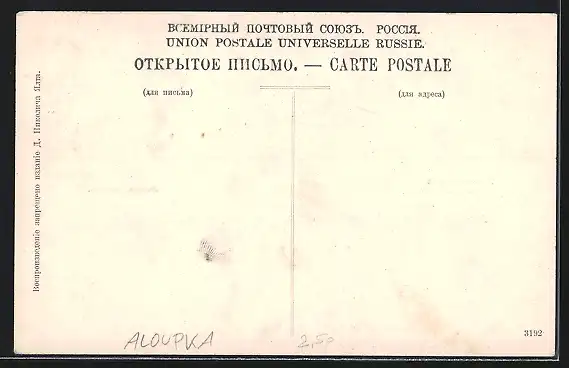 ВСЕМІРНЫЙ ПОЧТОВЫЙ СОЮЗЪ. РОССІЯ.
UNION POSTALE UNIVERSELLE RUSSIE.
ОТКРЫТОЕ ПИСЬМО. — CARTE POSTALE
(для письма)
(для адреса)
Воспроизведеніе запрещено изданіе Д. Николича Ялта.
3192
ALOUPKA
2,50